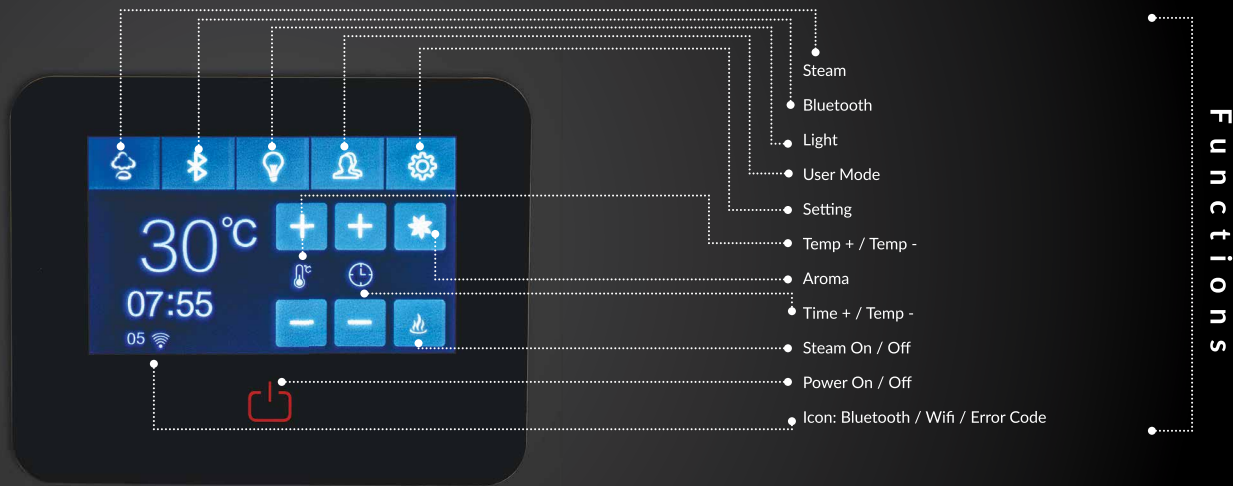 30°C
07:55
05
°C
Steam
Bluetooth
Light
User Mode
Setting
Temp + / Temp -
Aroma
Time + / Temp -
Steam On / Off
Power On / Off
Icon: Bluetooth / Wifi / Error Code
Functions